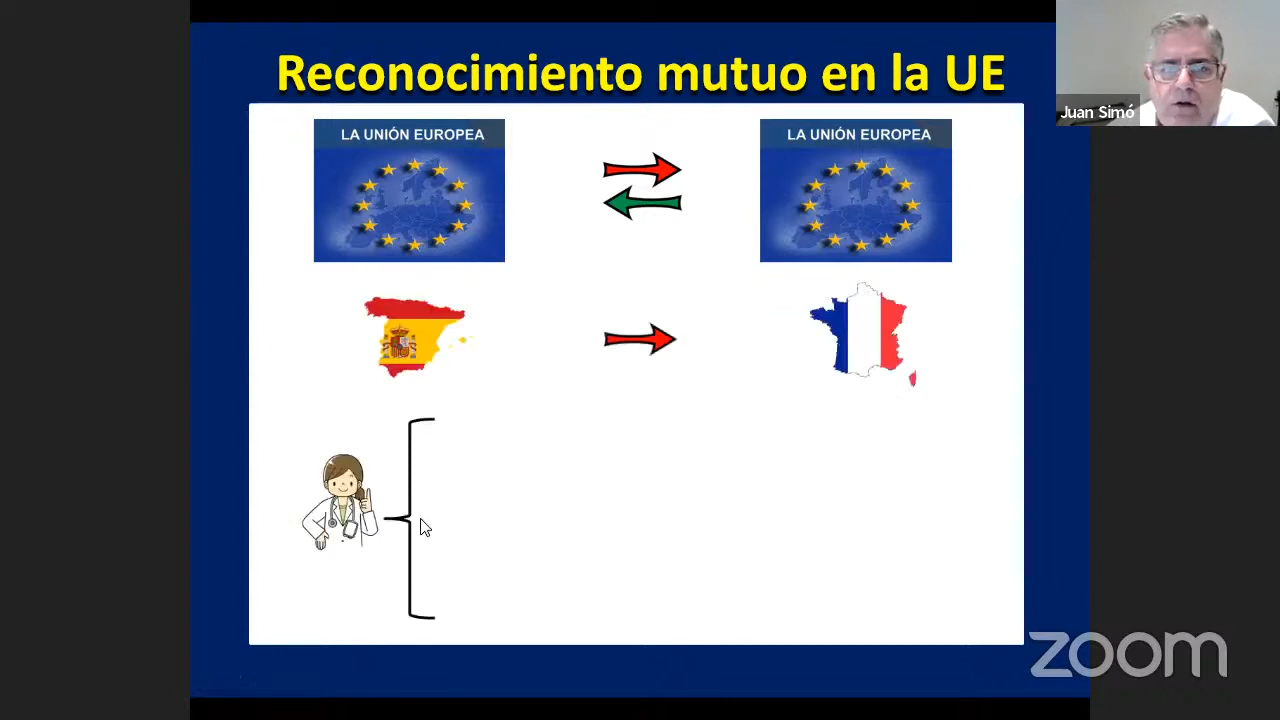 Reconocimiento mutuo en la UE
LA UNIÓN EUROPEA
LA UNIÓN EUROPEA
Juan Simó
zoom